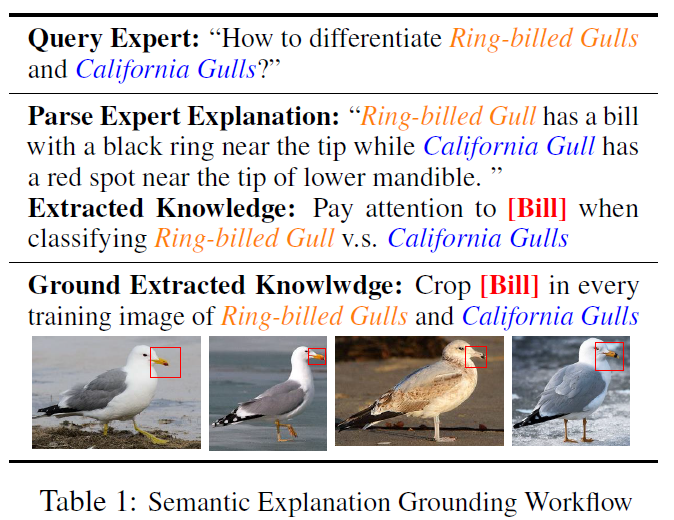 Query Expert: “How to differentiate Ring-billed Gulls
and California Gulls?”
Parse Expert Explanation: “Ring-billed Gull has a bill
with a black ring near the tip while California Gull has
a red spot near the tip of lower mandible. ”
Extracted Knowledge: Pay attention to [Bill] when
classifying Ring-billed Gull v.s. California Gulls
Ground Extracted Knowlwdge: Crop [Bill] in every
training image of Ring-billed Gulls and California Gulls
Table 1: Semantic Explanation Grounding Workflow